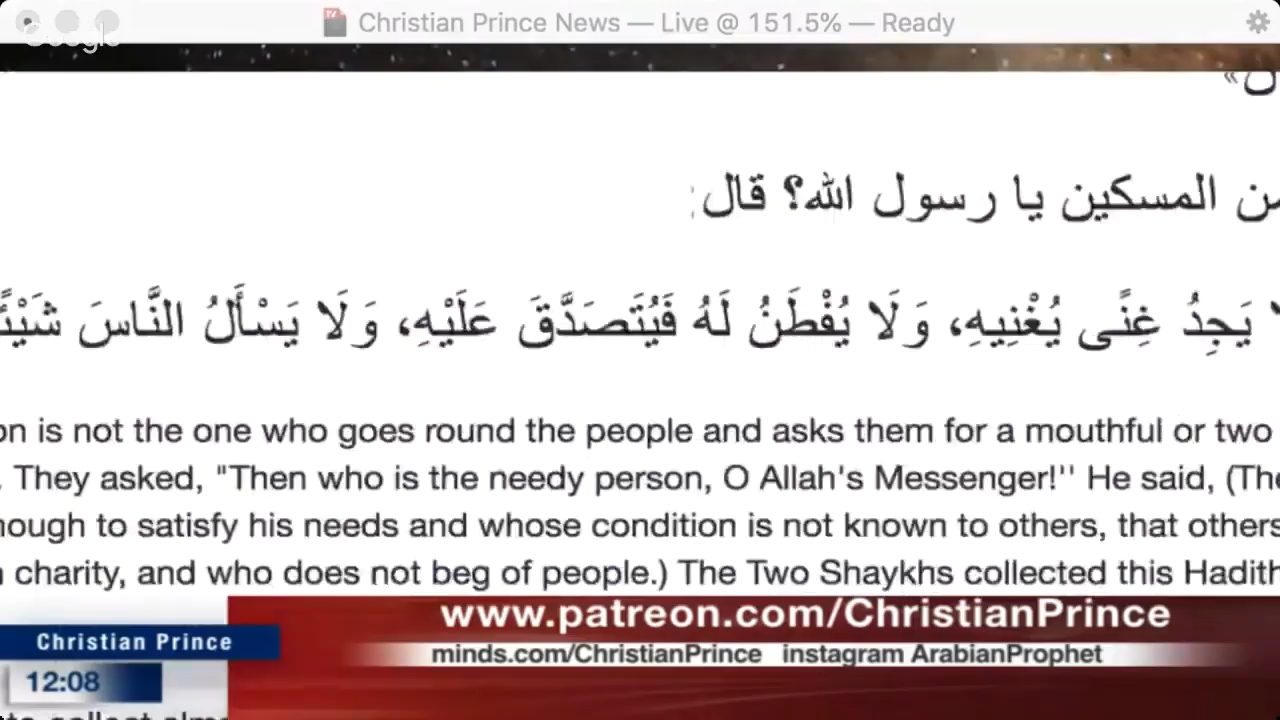 Christian Prince News — Live @ 151.5% — Ready
Google
ن»
من المسكين يا رسول الله؟ قال:
يَجِدُ غِنًى يُغْنِيهِ، وَلَا يُفْطَنُ لَهُ فَيُتَصَدَّقَ عَلَيْهِ، وَلَا يَسْأَلُ النَّاسَ شَيْئًا
on is not the one who goes round the people and asks them for a mouthful or two
. They asked, "Then who is the needy person, O Allah's Messenger!'' He said, (The
nough to satisfy his needs and whose condition is not known to others, that others
charity, and who does not beg of people.) The Two Shaykhs collected this Hadith
www.patreon.com/ChristianPrince
Christian Prince
minds.com/ChristianPrince instagram ArabianProphet
12:08